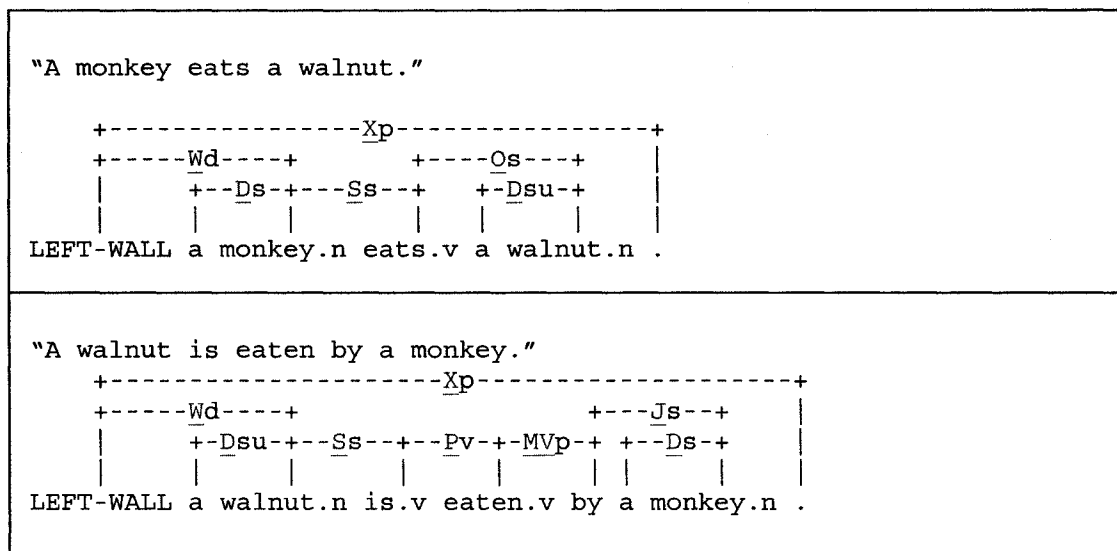 “A monkey eats a walnut.”
+----------------Xp----------------+
+-----Wd----+           +----Os---+       |
|        +--Ds-+---Ss--+     +-Dsu-+       |
|        |       |           |     |       |       |
LEFT-WALL a monkey.n eats.v a walnut.n .
“A walnut is eaten by a monkey.”
+---------------------Xp-------------------+
+-----Wd----+                              +---Js--+       |
|        +-Dsu-+--Ss--+--Pv-+-MVp-+ +--Ds-+       |
|        |       |         |       |       | |       |       |
LEFT-WALL a walnut.n is.v eaten.v by a monkey.n .